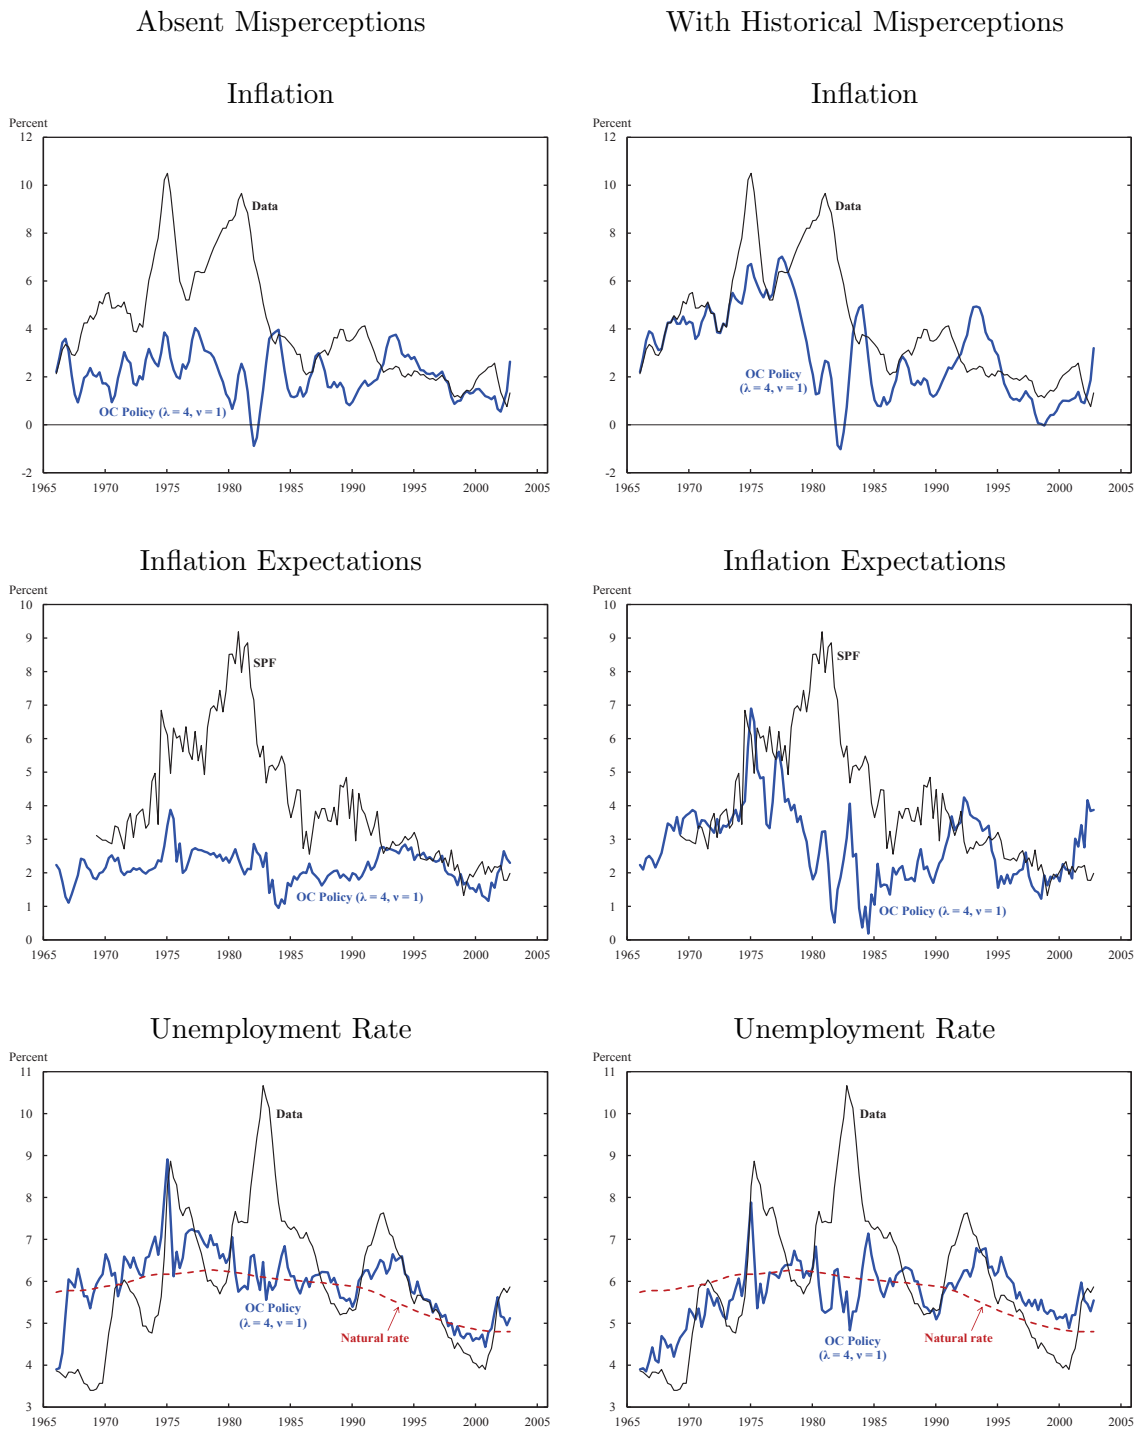 Absent Misperceptions
With Historical Misperceptions
Inflation
Percent
12
10
8
6
4
2
0
-2
1965 1970 1975 1980 1985 1990 1995 2000 2005
Data
OC Policy (λ = 4, ν = 1)
Inflation
Percent
12
10
8
6
4
2
0
-2
1965 1970 1975 1980 1985 1990 1995 2000 2005
Data
OC Policy
(λ = 4, ν = 1)
Inflation Expectations
Percent
10
9
8
7
6
5
4
3
2
1
0
1965 1970 1975 1980 1985 1990 1995 2000 2005
SPF
OC Policy (λ = 4, ν = 1)
Inflation Expectations
Percent
10
9
8
7
6
5
4
3
2
1
0
1965 1970 1975 1980 1985 1990 1995 2000 2005
SPF
OC Policy (λ = 4, ν = 1)
Unemployment Rate
Percent
11
10
9
8
7
6
5
4
3
1965 1970 1975 1980 1985 1990 1995 2000 2005
Data
OC Policy
(λ = 4, ν = 1)
Natural rate
Unemployment Rate
Percent
11
10
9
8
7
6
5
4
3
1965 1970 1975 1980 1985 1990 1995 2000 2005
Data
OC Policy
(λ = 4, ν = 1)
Natural rate